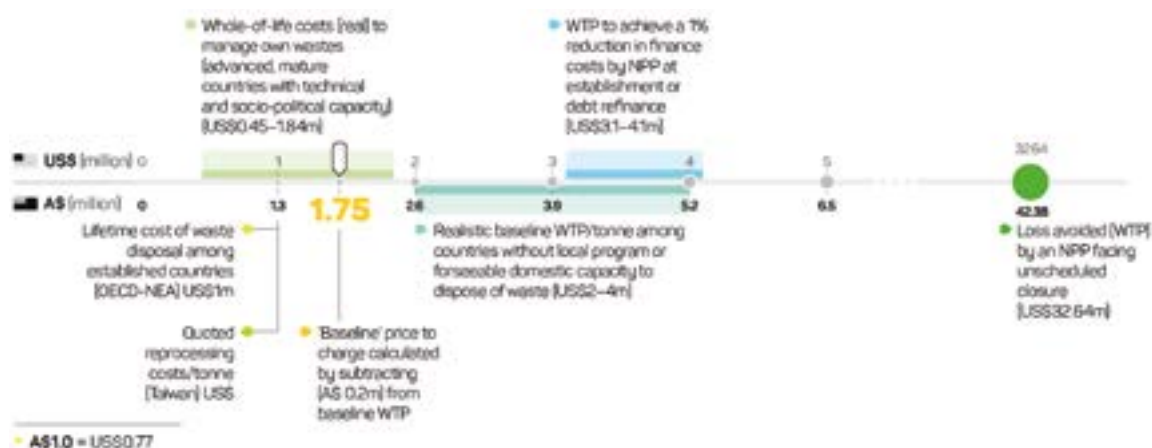 Whole-of-life costs (real) to
manage own wastes
(advanced, mature
countries with technical
and socio-political capacity)
(US$0.45–1.84m)
WTP to achieve a 1%
reduction in finance
costs by NPP at
establishment or
debt refinance
(US$3.1–4.1m)
US$ (million) 0 1 2 3 4 5 32.64
A$ (million) 0 1.3 1.75 2.6 3.9 5.2 6.5 42.38
Lifetime cost of waste
disposal among
established countries
(OECD-NEA) US$1m
Realistic baseline WTP/tonne among
countries without local program or
forseeable domestic capacity to
dispose of waste (US$2–4m)
Loss avoided (WTP)
by an NPP facing
unscheduled
closure
(US$32.64m)
Quoted
reprocessing
costs/tonne
(Taiwan) US$
'Baseline' price to
charge calculated
by subtracting
(A$ 0.2m) from
baseline WTP
A$1.0 = US$0.77